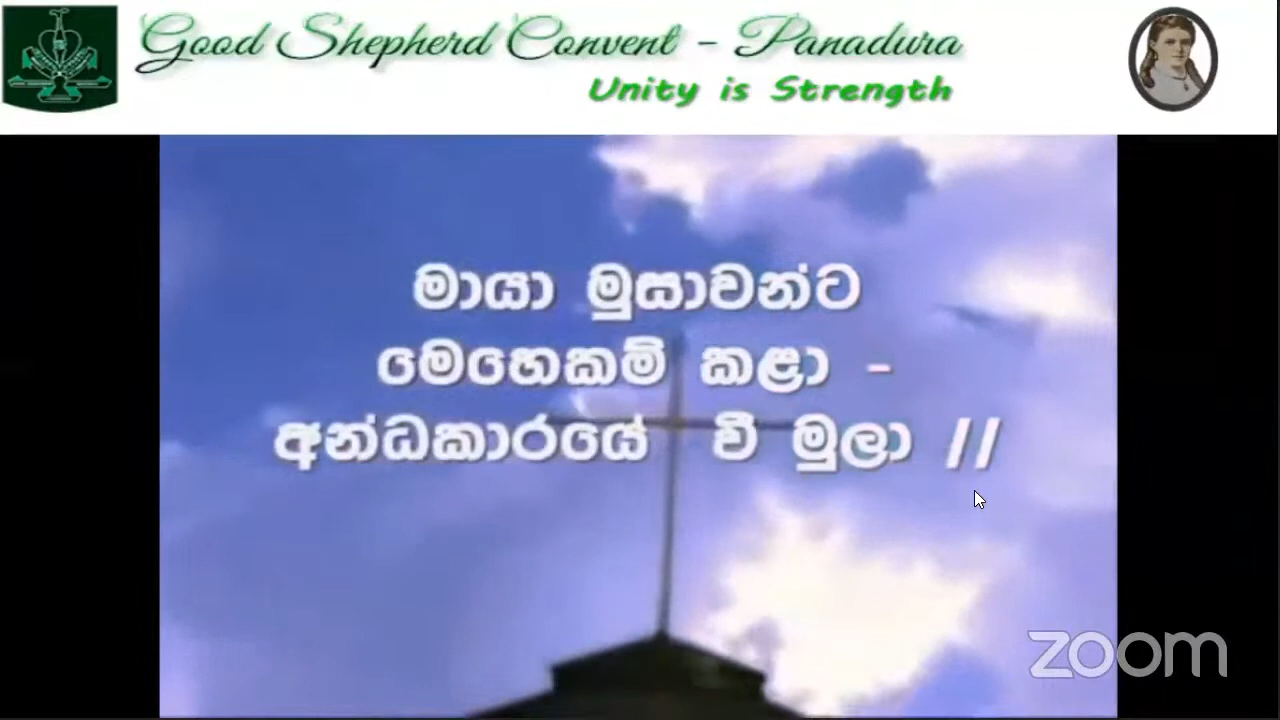 Good Shepherd Convent - Panadura
Unity is Strength
මායා මුසාවන්ට
මෙහෙකම් කළා -
අන්ධකාරයේ වී මුලා //
zoom